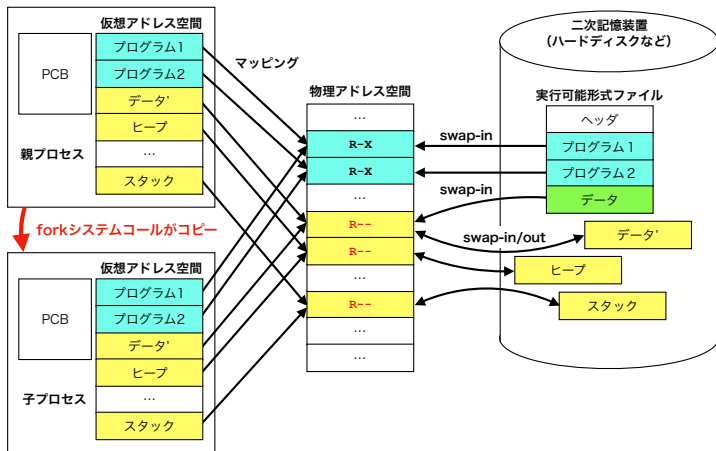 仮想アドレス空間
PCB
プログラム1
プログラム2
データ'
ヒープ
…
スタック
親プロセス
マッピング
forkシステムコールがコピー
仮想アドレス空間
PCB
プログラム1
プログラム2
データ'
ヒープ
…
スタック
子プロセス
物理アドレス空間
…
R-X
R-X
…
R--
R--
…
R--
…
…
swap-in
swap-in
swap-in/out
二次記憶装置
(ハードディスクなど)
実行可能形式ファイル
ヘッダ
プログラム1
プログラム2
データ
データ'
ヒープ
スタック